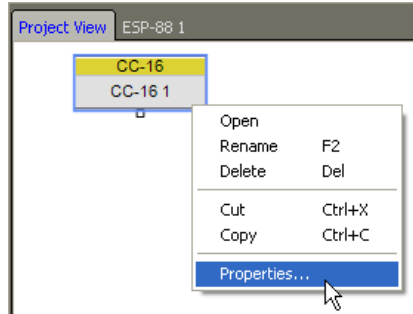 Project View ESP-88 1
CC-16
CC-16 1
Open
Rename F2
Delete Del
Cut Ctrl+X
Copy Ctrl+C
Properties...